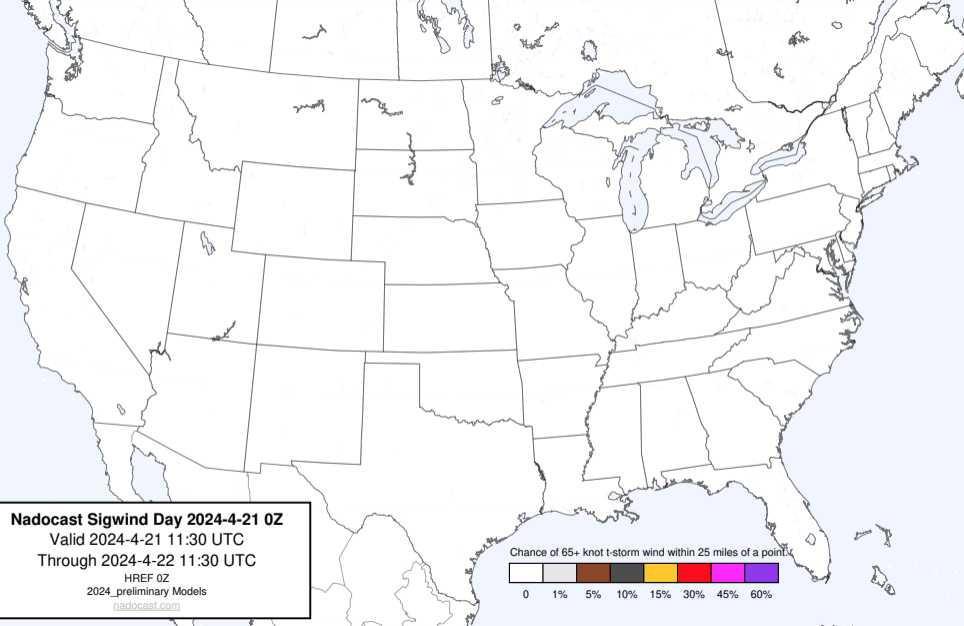 Nadocast Sigwind Day 2024-4-21 0Z
Valid 2024-4-21 11:30 UTC
Through 2024-4-22 11:30 UTC
HREF 0Z
2024_preliminary Models
nadocast.com
Chance of 65+ knot t-storm wind within 25 miles of a point.
0 1% 5% 10% 15% 30% 45% 60%